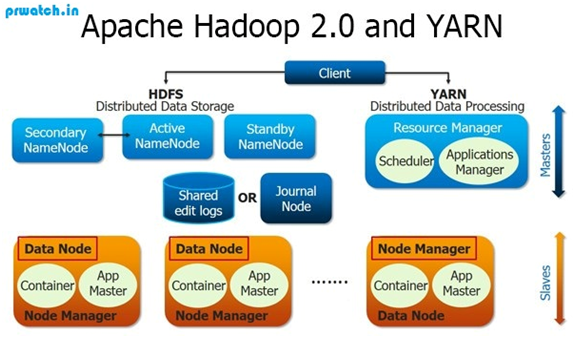 prwatch.in
Apache Hadoop 2.0 and YARN
Client
HDFS
Distributed Data Storage
YARN
Distributed Data Processing
Secondary
NameNode
Active
NameNode
Standby
NameNode
Resource Manager
Scheduler
Applications
Manager
Masters
Shared
edit logs
OR
Journal
Node
Data Node
Container
App
Master
Node Manager
Data Node
Container
App
Master
Node Manager
.......
Node Manager
Container
App
Master
Data Node
Slaves